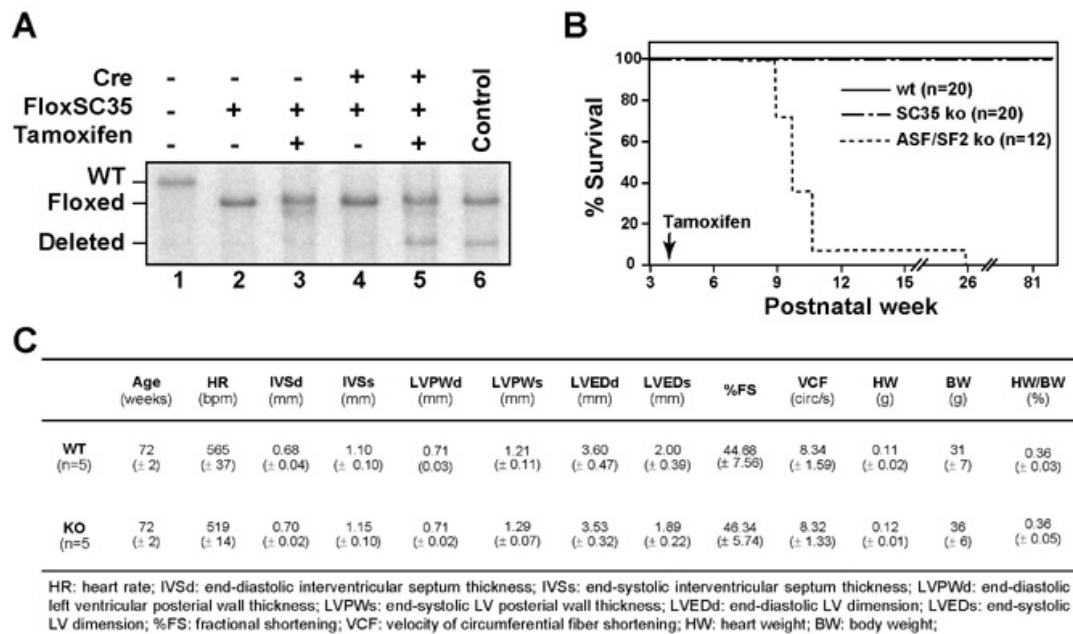 A
Cre - - - + + Control
FloxSC35 - + + + +
Tamoxifen - - + - +
WT
Floxed
Deleted
1 2 3 4 5 6
B
% Survival
100
80
60
40
20
0
wt (n=20)
SC35 ko (n=20)
ASF/SF2 ko (n=12)
Tamoxifen
3 6 9 12 15 26 81
Postnatal week
C
Age HR IVSd IVSs LVPWd LVPWs LVEDd LVEDs %FS VCF HW BW HW/BW
(weeks) (bpm) (mm) (mm) (mm) (mm) (mm) (mm) (circ/s) (g) (g) (%)
WT 72 565 0.68 1.10 0.71 1.21 3.60 2.00 44.68 8.34 0.11 31 0.36
(n=5) (± 2) (± 37) (± 0.04) (± 0.10) (0.03) (± 0.11) (± 0.47) (± 0.39) (± 7.56) (± 1.59) (± 0.02) (± 7) (± 0.03)
KO 72 519 0.70 1.15 0.71 1.29 3.53 1.89 46.34 8.32 0.12 36 0.36
(n=5 (± 2) (± 14) (± 0.02) (± 0.10) (± 0.02) (± 0.07) (± 0.32) (± 0.22) (± 5.74) (± 1.33) (± 0.01) (± 6) (± 0.05)
HR: heart rate; IVSd: end-diastolic interventricular septum thickness; IVSs: end-systolic interventricular septum thickness; LVPWd: end-diastolic
left ventricular posterial wall thickness; LVPWs: end-systolic LV posterial wall thickness; LVEDd: end-diastolic LV dimension; LVEDs: end-systolic
LV dimension; %FS: fractional shortening; VCF: velocity of circumferential fiber shortening; HW: heart weight; BW: body weight;